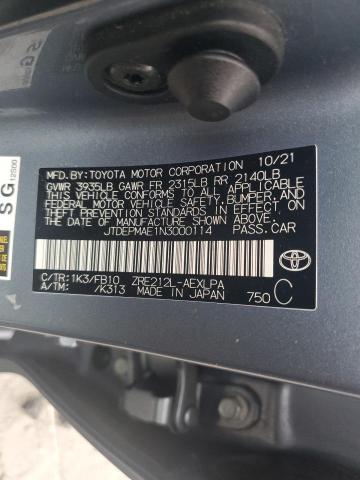 MFD. BY:TOYOTA MOTOR CORPORATION 10/21
GVWR 3935LB GAWR FR 2315LB RR 2140LB
THIS VEHICLE CONFORMS TO ALL APPLICABLE
FEDERAL MOTOR VEHICLE SAFETY, BUMPER, AND
THEFT PREVENTION STANDARDS IN EFFECT ON
THE DATE OF MANUFACTURE SHOWN ABOVE.
JTDEPMAE1N3000114 PASS.CAR
C/TR:1K3/FB10 ZRE212L-AEXLPA
A/TM: /K313 MADE IN JAPAN 750 C
SG
12S00
SG